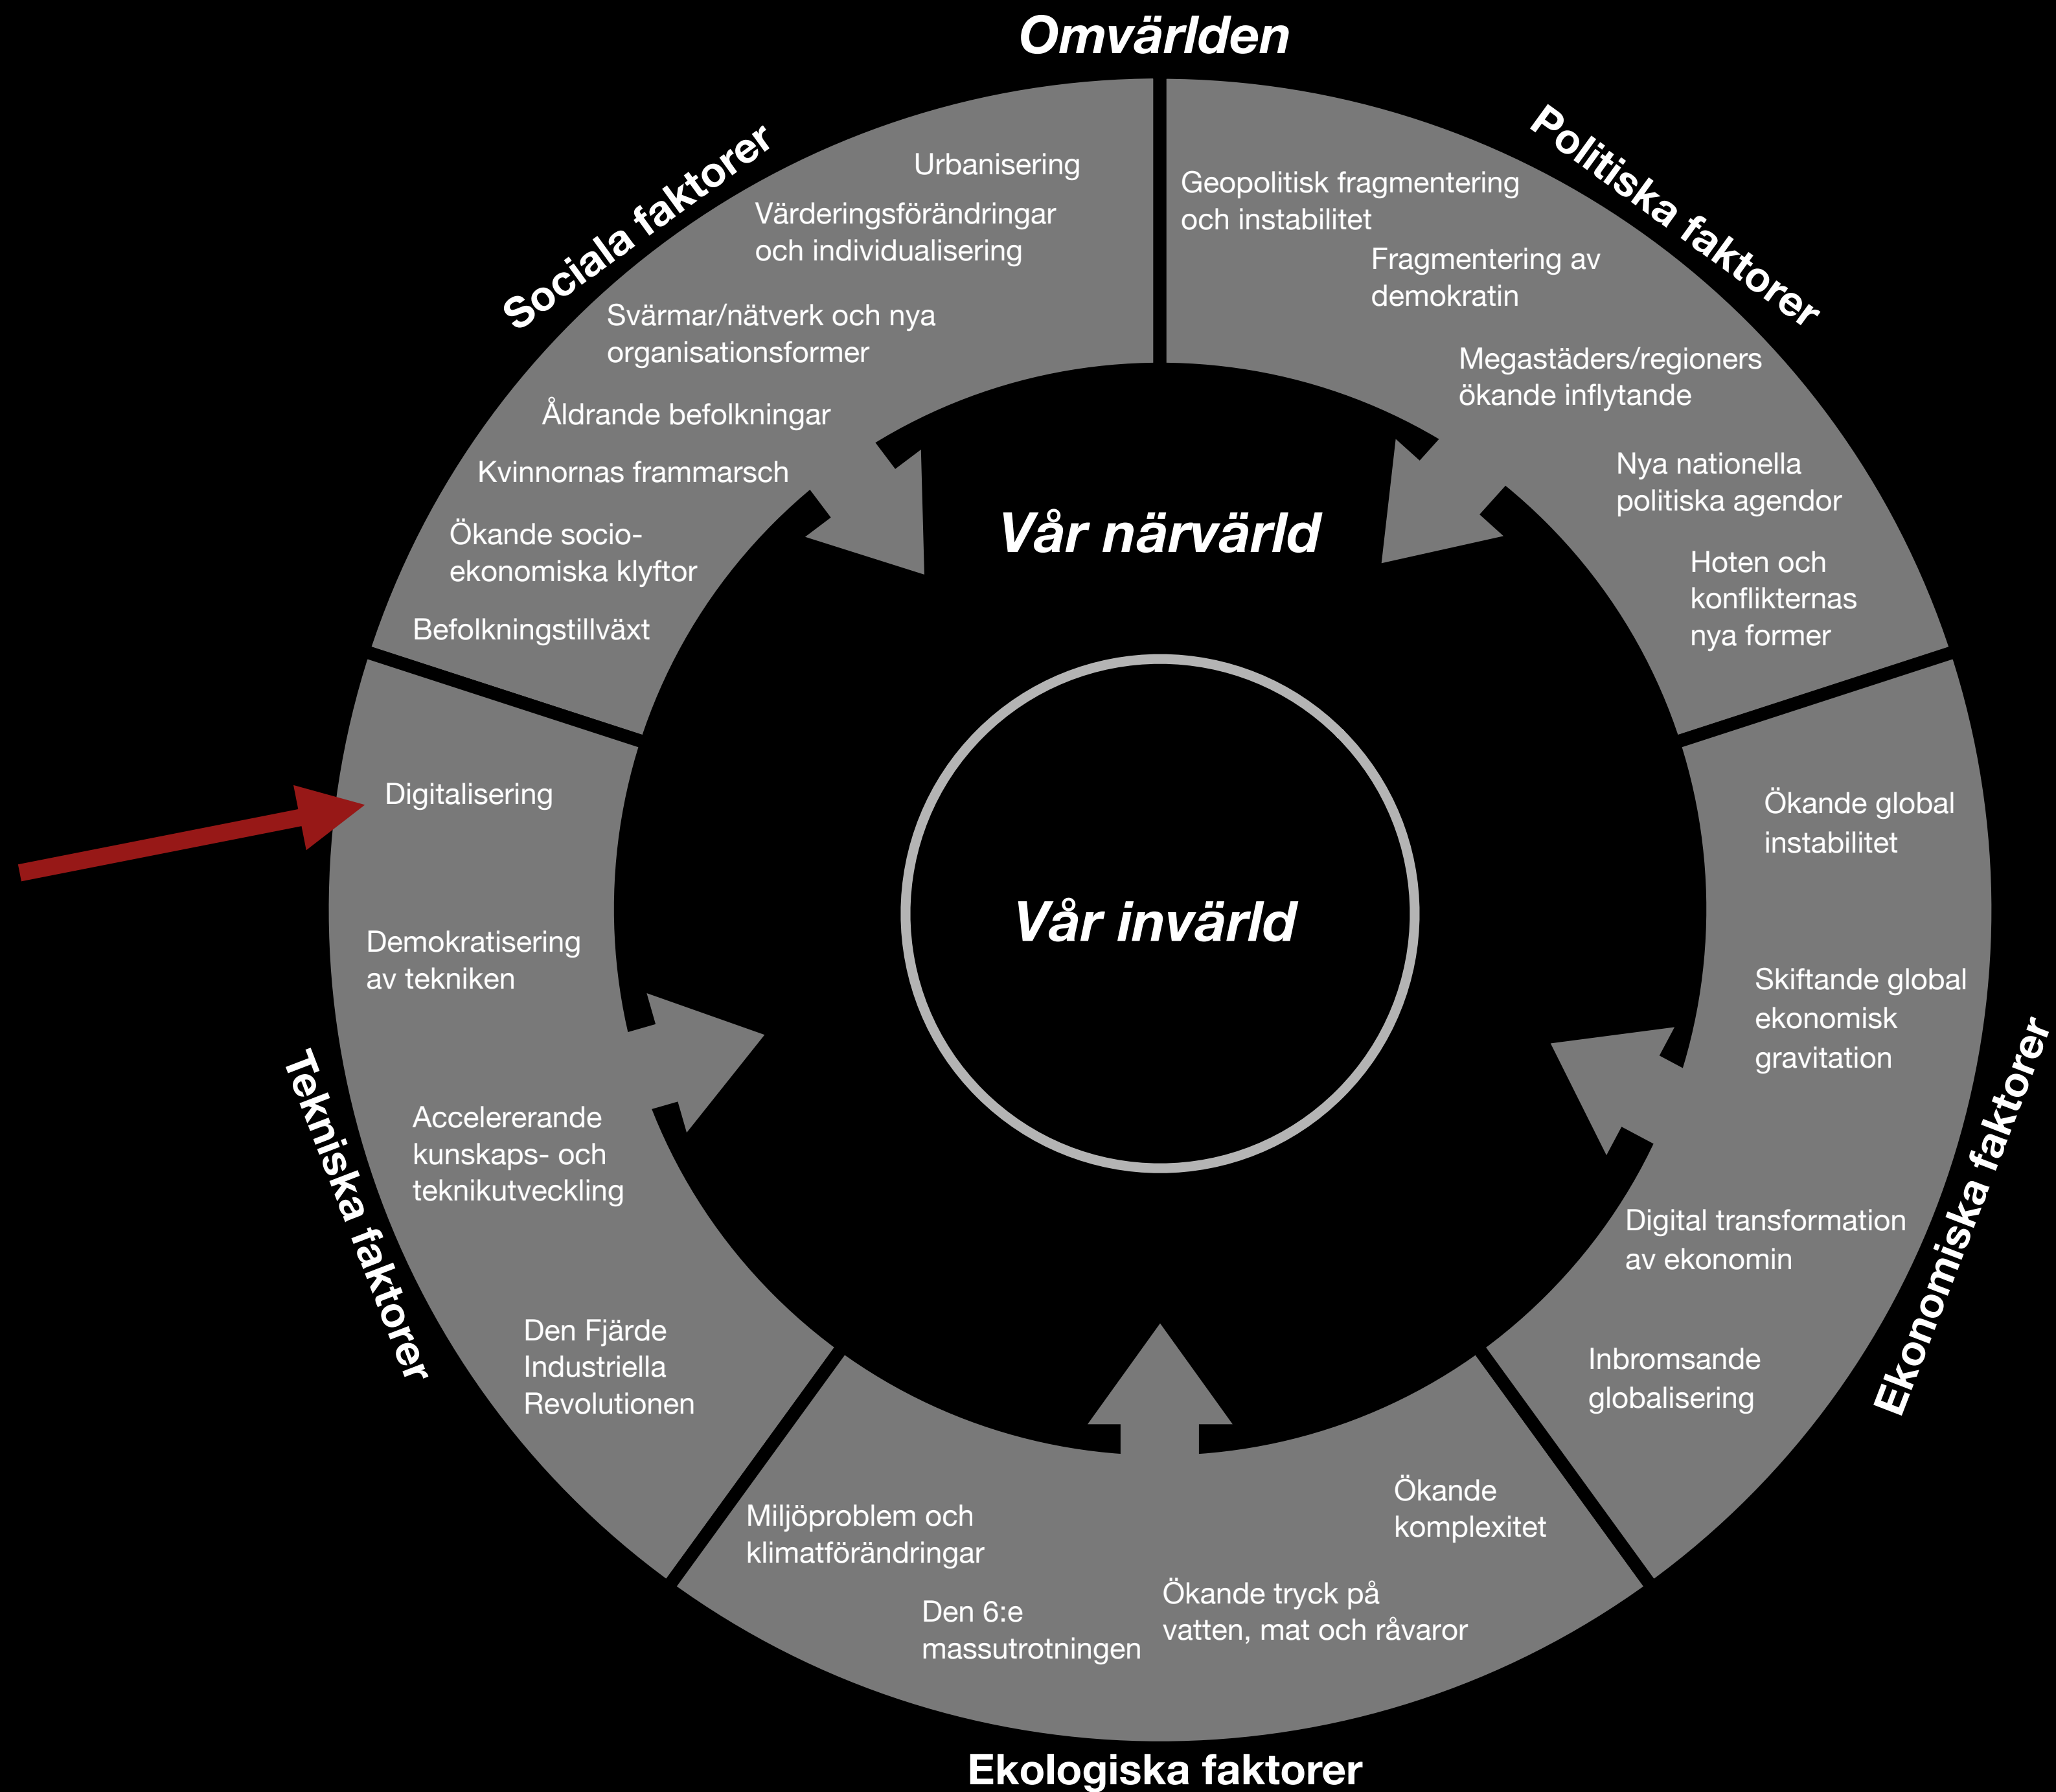 Omvärlden
Sociala faktorer
Urbanisering
Värderingsförändringar
och individualisering
Svärmar/nätverk och nya
organisationsformer
Åldrande befolkningar
Kvinnornas frammarsch
Ökande socio-
ekonomiska klyftor
Befolkningstillväxt
Politiska faktorer
Geopolitisk fragmentering
och instabilitet
Fragmentering av
demokratin
Megastäders/regioners
ökande inflytande
Nya nationella
politiska agendor
Hoten och
konflikternas
nya former
Vår närvärld
Vår invärld
Digitalisering
Demokratisering
av tekniken
Accelererande
kunskaps- och
teknikutveckling
Den Fjärde
Industriella
Revolutionen
Tekniska faktorer
Ökande global
instabilitet
Skiftande global
ekonomisk
gravitation
Digital transformation
av ekonomin
Inbromsande
globalisering
Ekonomiska faktorer
Miljöproblem och
klimatförändringar
Den 6:e
massutrotningen
Ökande tryck på
vatten, mat och råvaror
Ökande
komplexitet
Ekologiska faktorer